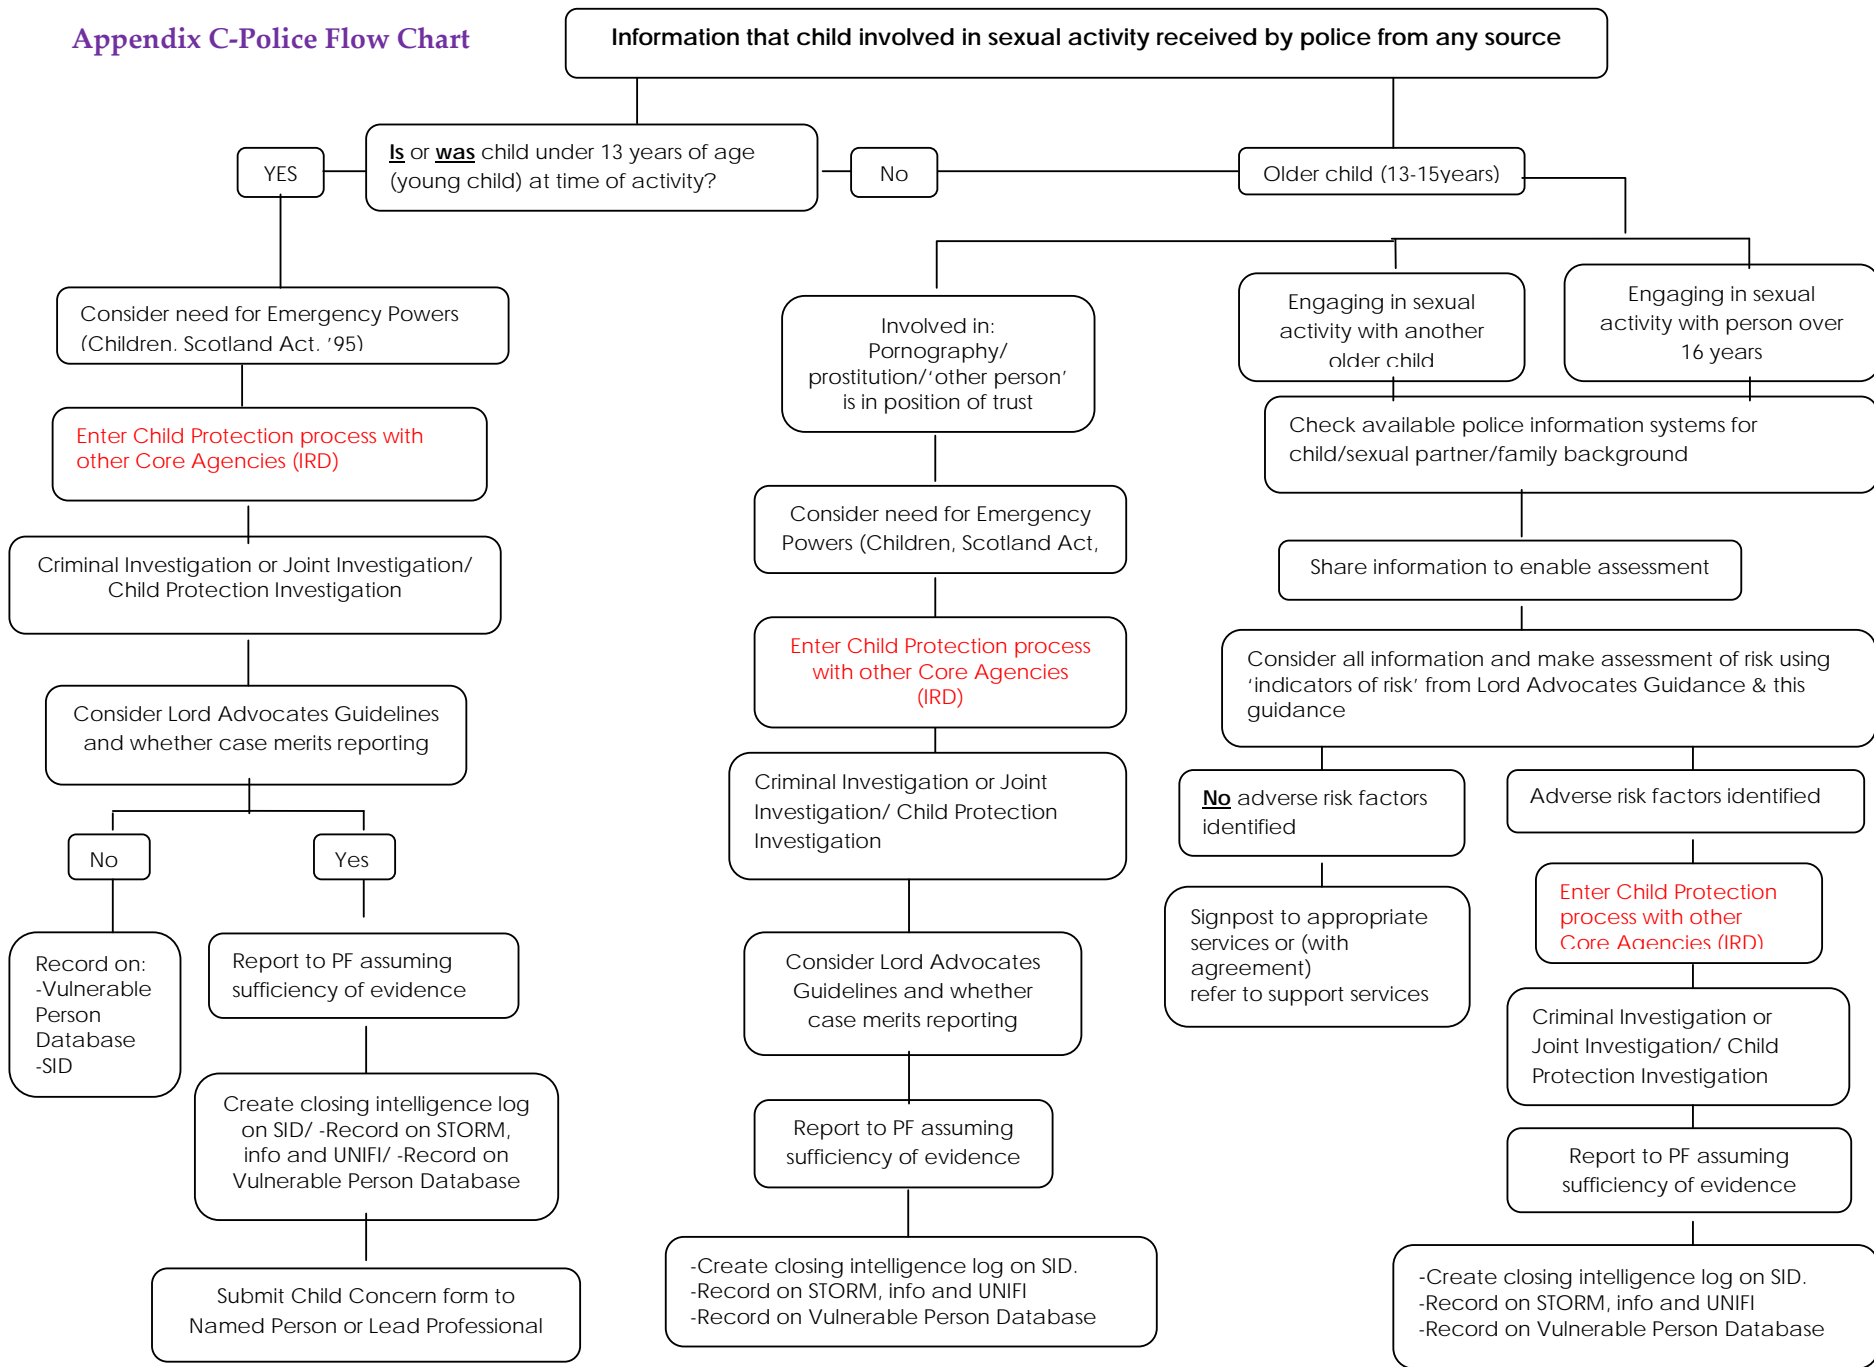 Appendix C-Police Flow Chart
Information that child involved in sexual activity received by police from any source
YES
Is or was child under 13 years of age
(young child) at time of activity?
No
Older child (13-15years)
Consider need for Emergency Powers
(Children, Scotland Act, '95)
Enter Child Protection process with
other Core Agencies (IRD)
Criminal Investigation or Joint Investigation/
Child Protection Investigation
Consider Lord Advocates Guidelines
and whether case merits reporting
No
Yes
Record on:
-Vulnerable
Person
Database
-SID
Report to PF assuming
sufficiency of evidence
Create closing intelligence log
on SID/ -Record on STORM,
info and UNIFI/ -Record on
Vulnerable Person Database
Submit Child Concern form to
Named Person or Lead Professional
Involved in:
Pornography/
prostitution/‘other person’
is in position of trust
Consider need for Emergency
Powers (Children, Scotland Act,
Enter Child Protection process
with other Core Agencies
(IRD)
Criminal Investigation or Joint
Investigation/ Child Protection
Investigation
Consider Lord Advocates
Guidelines and whether
case merits reporting
Report to PF assuming
sufficiency of evidence
-Create closing intelligence log on SID.
-Record on STORM, info and UNIFI
-Record on Vulnerable Person Database
Engaging in sexual
activity with another
older child
Engaging in sexual
activity with person over
16 years
Check available police information systems for
child/sexual partner/family background
Share information to enable assessment
Consider all information and make assessment of risk using
‘indicators of risk’ from Lord Advocates Guidance & this
guidance
No adverse risk factors
identified
Signpost to appropriate
services or (with
agreement)
refer to support services
Adverse risk factors identified
Enter Child Protection
process with other
Core Agencies (IRD)
Criminal Investigation or
Joint Investigation/ Child
Protection Investigation
Report to PF assuming
sufficiency of evidence
-Create closing intelligence log on SID.
-Record on STORM, info and UNIFI
-Record on Vulnerable Person Database